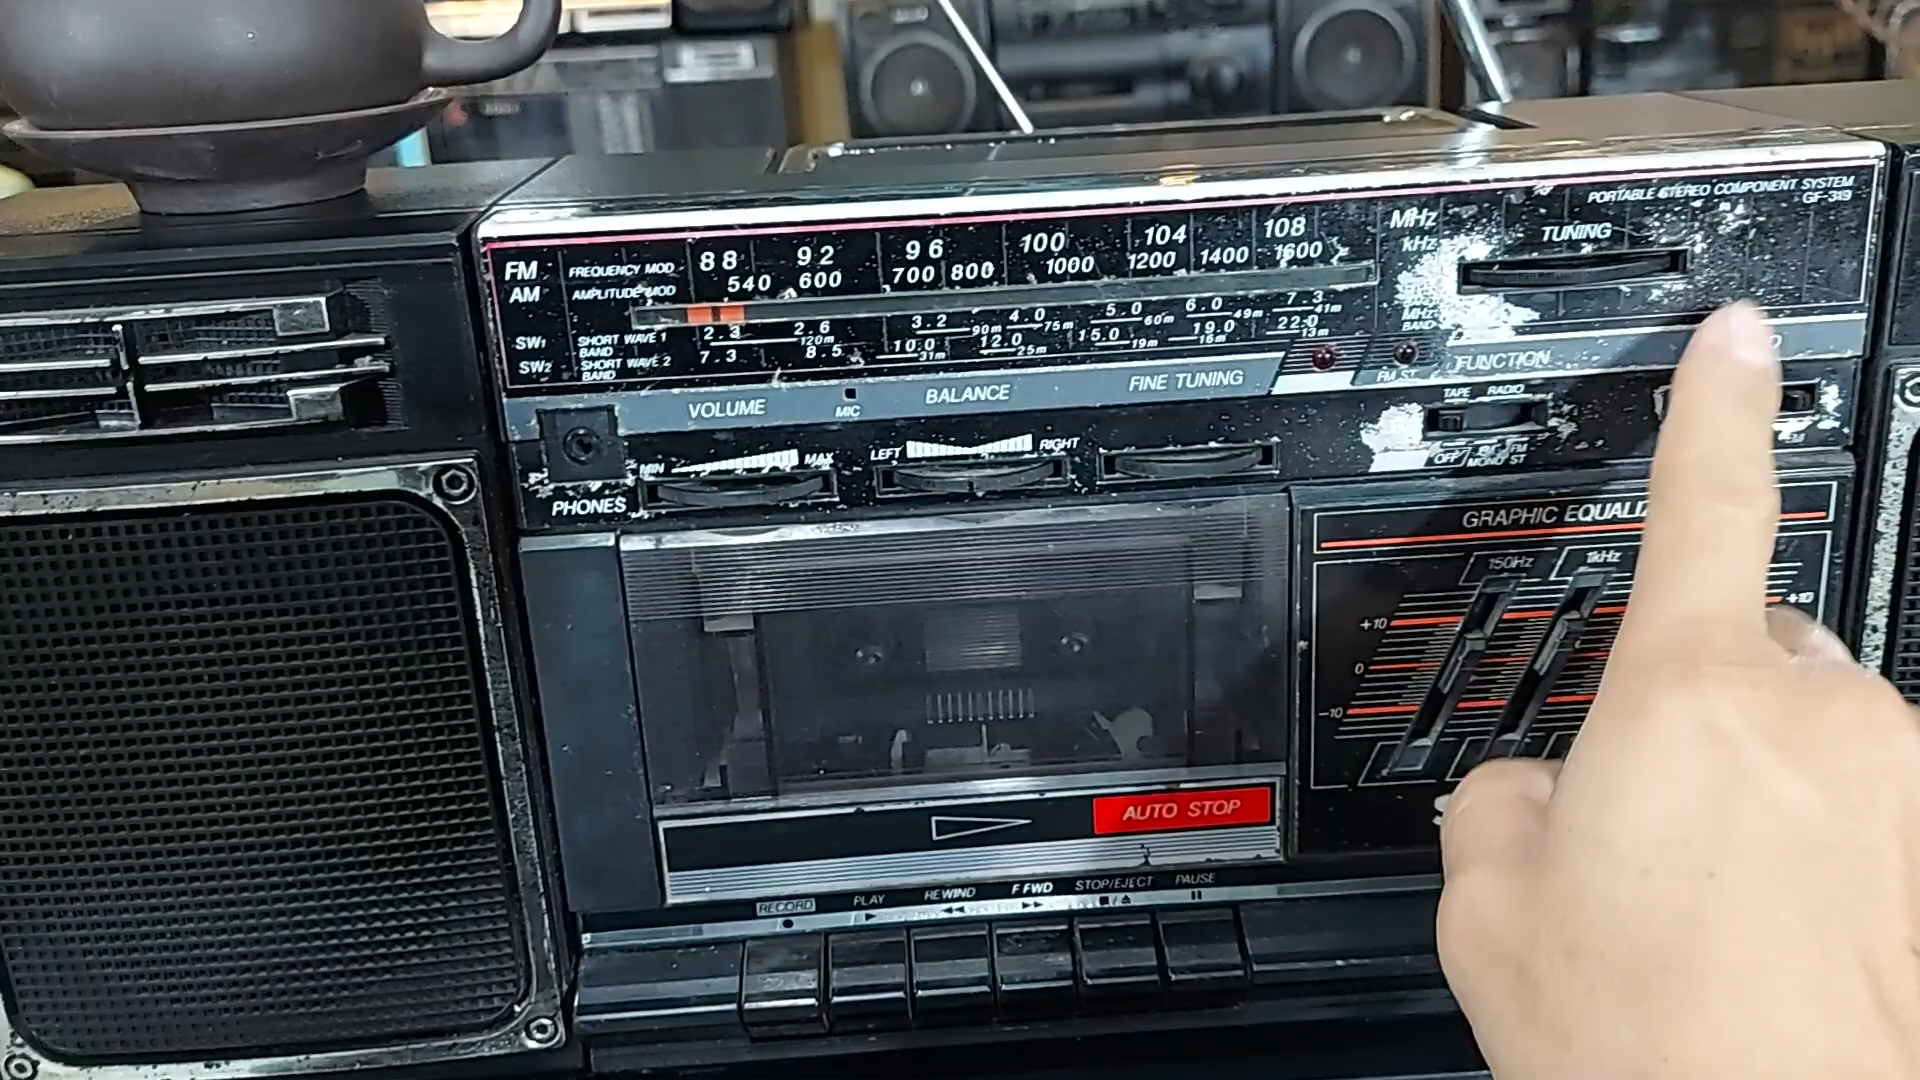 PORTABLE STEREO COMPONENT SYSTEM
GF-319
FM FREQUENCY MOD 88 92 96 100 104 108 MHz
AM AMPLITUDE MOD 540 600 700 800 1000 1200 1400 1600 kHz
TUNING
SW1 SHORT WAVE 1 BAND 2.3 2.6 3.2 4.0 5.0 6.0 7.3 MHz
120m 90m 75m 60m 49m 41m
SW2 SHORT WAVE 2 BAND 7.3 8.5 10.0 12.0 15.0 19.0 22.0 BAND
31m 25m 19m 16m 13m
FM ST
FUNCTION
VOLUME MIC BALANCE FINE TUNING
TAPE RADIO
OFF MONO FM ST
MIN MAX LEFT RIGHT
PHONES
GRAPHIC EQUALIZ
150Hz 1kHz
+10 +10
0
-10
AUTO STOP
RECORD PLAY REWIND F FWD STOP/EJECT PAUSE